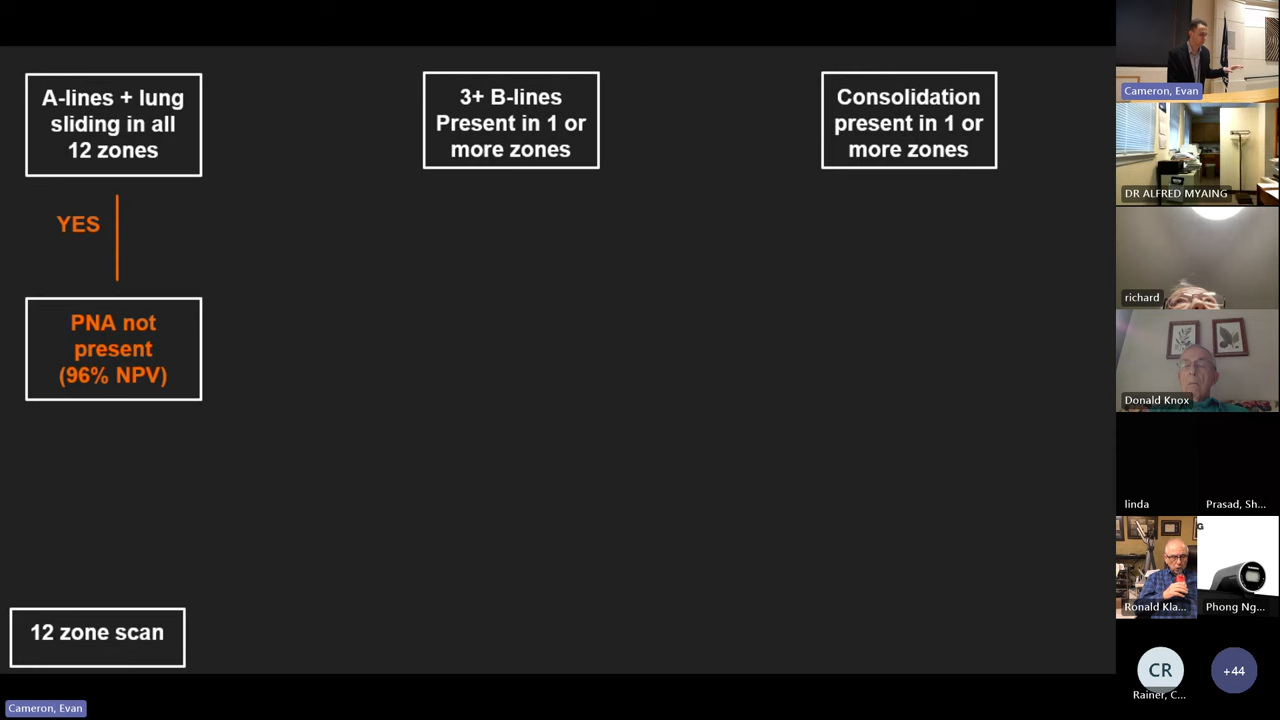 A-lines + lung
sliding in all
12 zones
3+ B-lines
Present in 1 or
more zones
Consolidation
present in 1 or
more zones
YES
PNA not
present
(96% NPV)
12 zone scan
Cameron, Evan
Cameron, Evan
DR ALFRED MYAING
richard
Donald Knox
linda
Prasad, Sh...
G
Ronald Kla...
Phong Ng...
CR
Rainer, C...
+44